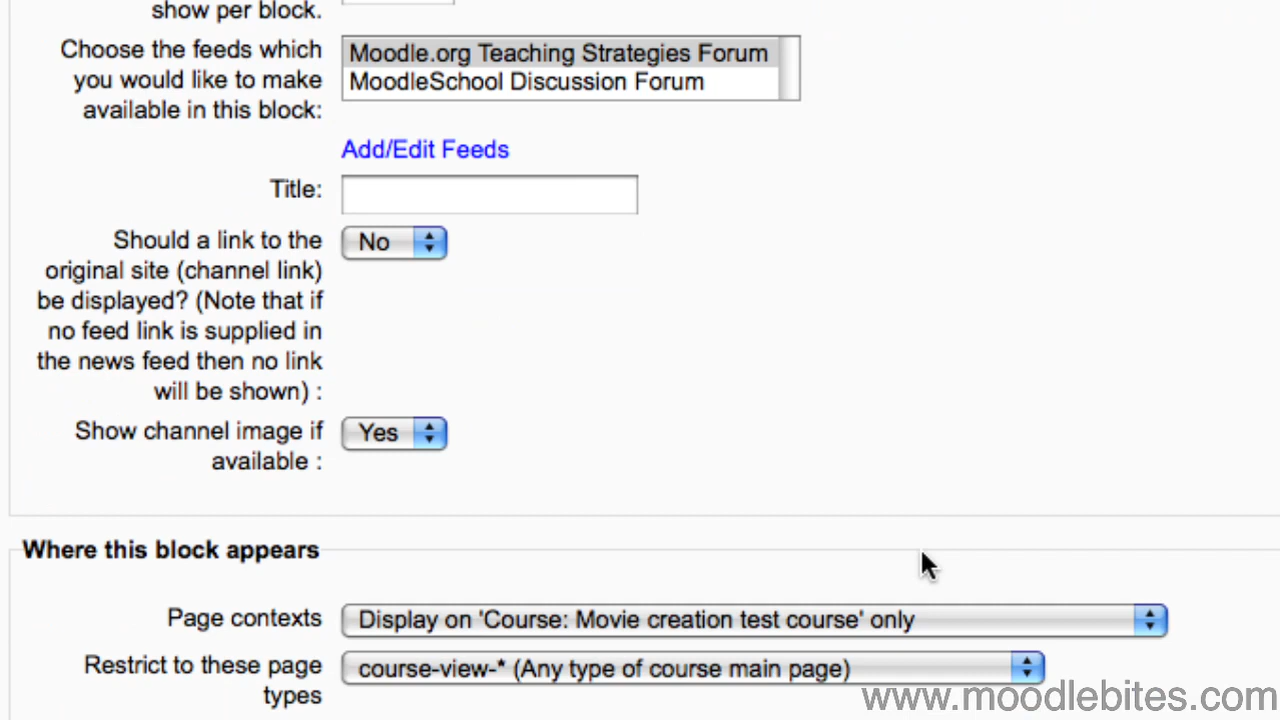 show per block.
Choose the feeds which
you would like to make
available in this block:
Moodle.org Teaching Strategies Forum
MoodleSchool Discussion Forum
Add/Edit Feeds
Title:
Should a link to the
original site (channel link)
be displayed? (Note that if
no feed link is supplied in
the news feed then no link
will be shown) :
No
Show channel image if
available :
Yes
Where this block appears
Page contexts
Display on 'Course: Movie creation test course' only
Restrict to these page
types
course-view-* (Any type of course main page)
www.moodlebites.com